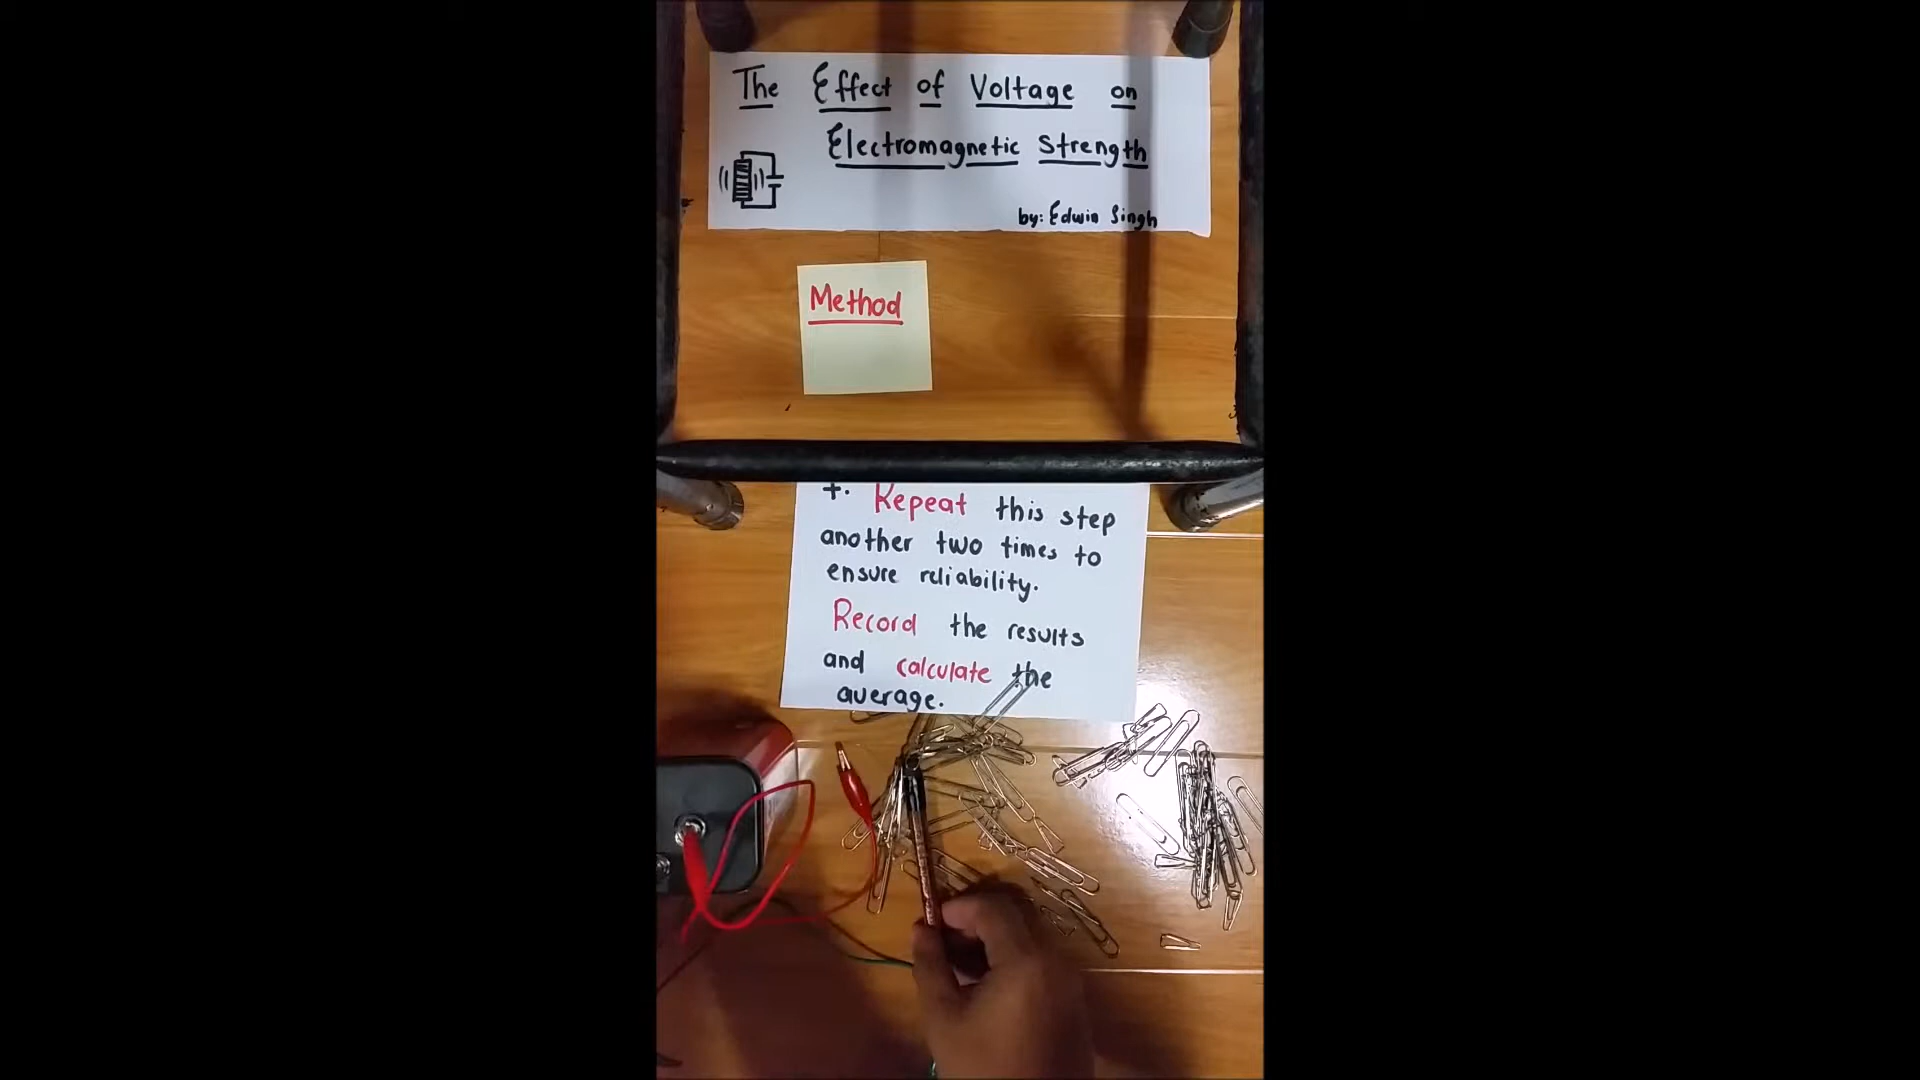 The Effect of Voltage on
Electromagnetic Strength
by: Edwin Singh
Method
Repeat this step
another two times to
ensure reliability.
Record the results
and calculate the
average.